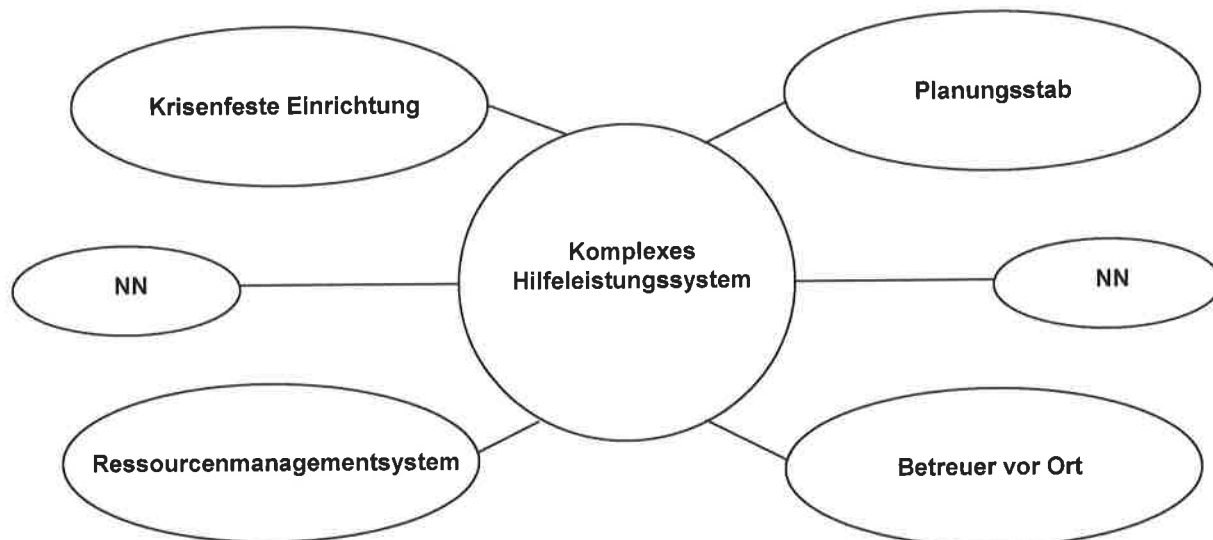 Krisenfeste Einrichtung
Planungsstab
Komplexes
Hilfeleistungssystem
NN
NN
Ressourcenmanagementsystem
Betreuer vor Ort